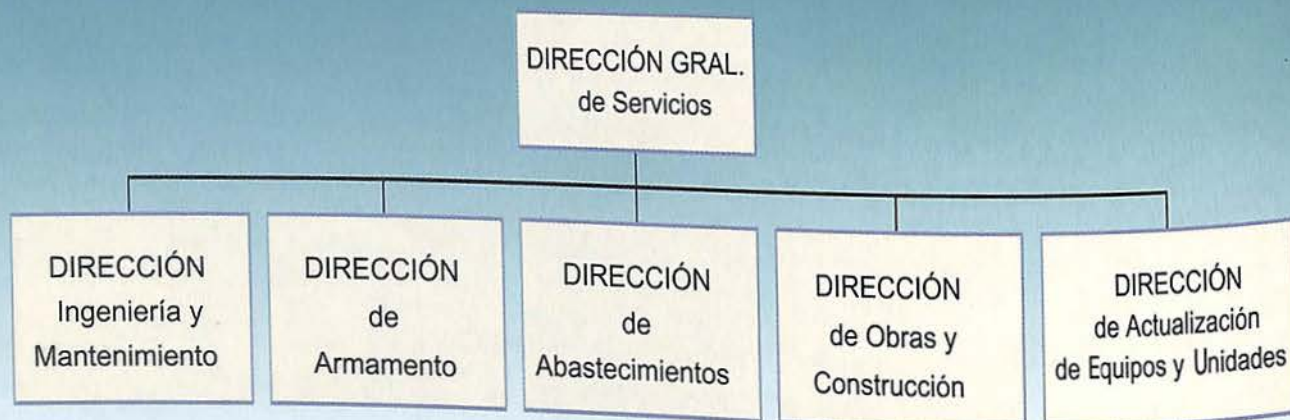 DIRECCIÓN GRAL.
de Servicios
DIRECCIÓN
Ingeniería y
Mantenimiento
DIRECCIÓN
de
Armamento
DIRECCIÓN
de
Abastecimientos
DIRECCIÓN
de Obras y
Construcción
DIRECCIÓN
de Actualización
de Equipos y Unidades